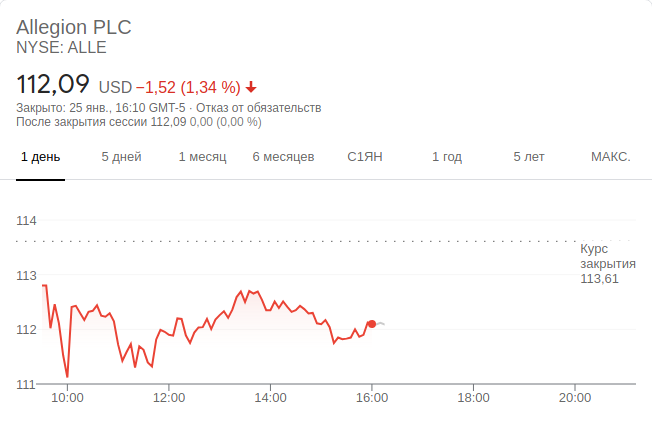 Allegion PLC
NYSE: ALLE
112,09 USD −1,52 (1,34 %)
Закрыто: 25 янв., 16:10 GMT-5 · Отказ от обязательств
После закрытия сессии 112,09 0,00 (0,00 %)
1 день 5 дней 1 месяц 6 месяцев С1ЯН 1 год 5 лет МАКС.
114
Курс
закрытия
113,61
113
112
111
10:00 12:00 14:00 16:00 18:00 20:00